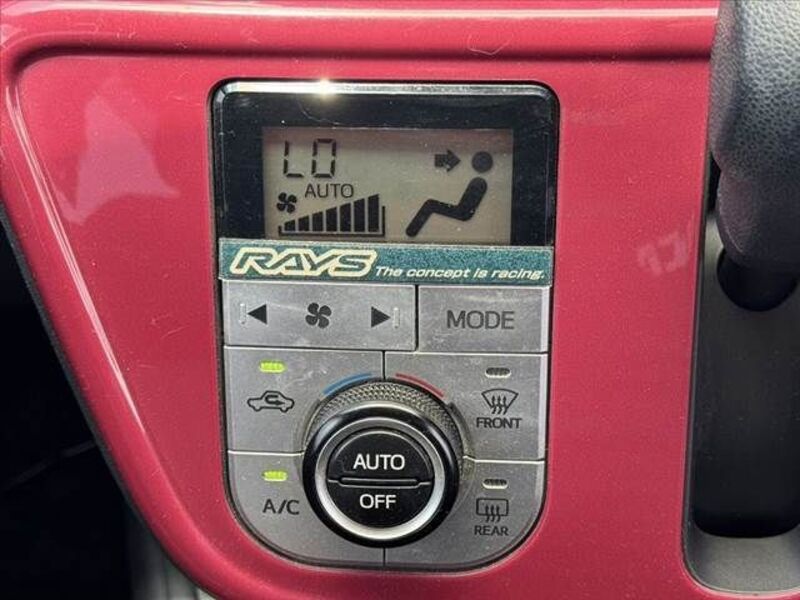 LO
AUTO
RAYS The concept is racing.
MODE
FRONT
AUTO
OFF
A/C
REAR